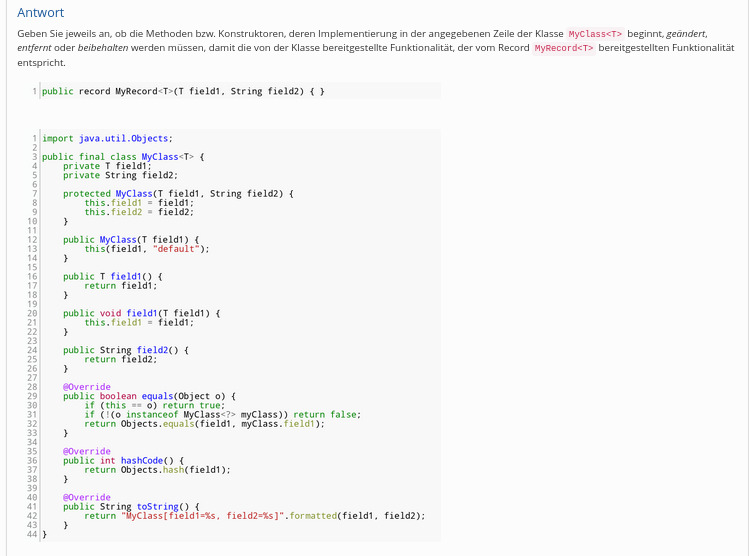 Antwort
Geben Sie jeweils an, ob die Methoden bzw. Konstruktoren, deren Implementierung in der angegebenen Zeile der Klasse MyClass<T> beginnt, geändert,
entfernt oder beibehalten werden müssen, damit die von der Klasse bereitgestellte Funktionalität, der vom Record MyRecord<T> bereitgestellten Funktionalität
entspricht.
1 public record MyRecord<T>(T field1, String field2) { }
1 import java.util.Objects;
2
3 public final class MyClass<T> {
4     private T field1;
5     private String field2;
6
7     protected MyClass(T field1, String field2) {
8         this.field1 = field1;
9         this.field2 = field2;
10     }
11
12     public MyClass(T field1) {
13         this(field1, "default");
14     }
15
16     public T field1() {
17         return field1;
18     }
19
20     public void field1(T field1) {
21         this.field1 = field1;
22     }
23
24     public String field2() {
25         return field2;
26     }
27
28     @Override
29     public boolean equals(Object o) {
30         if (this == o) return true;
31         if (!(o instanceof MyClass<?> myClass)) return false;
32         return Objects.equals(field1, myClass.field1);
33     }
34
35     @Override
36     public int hashCode() {
37         return Objects.hash(field1);
38     }
39
40     @Override
41     public String toString() {
42         return "MyClass[field1=%s, field2=%s]".formatted(field1, field2);
43     }
44 }